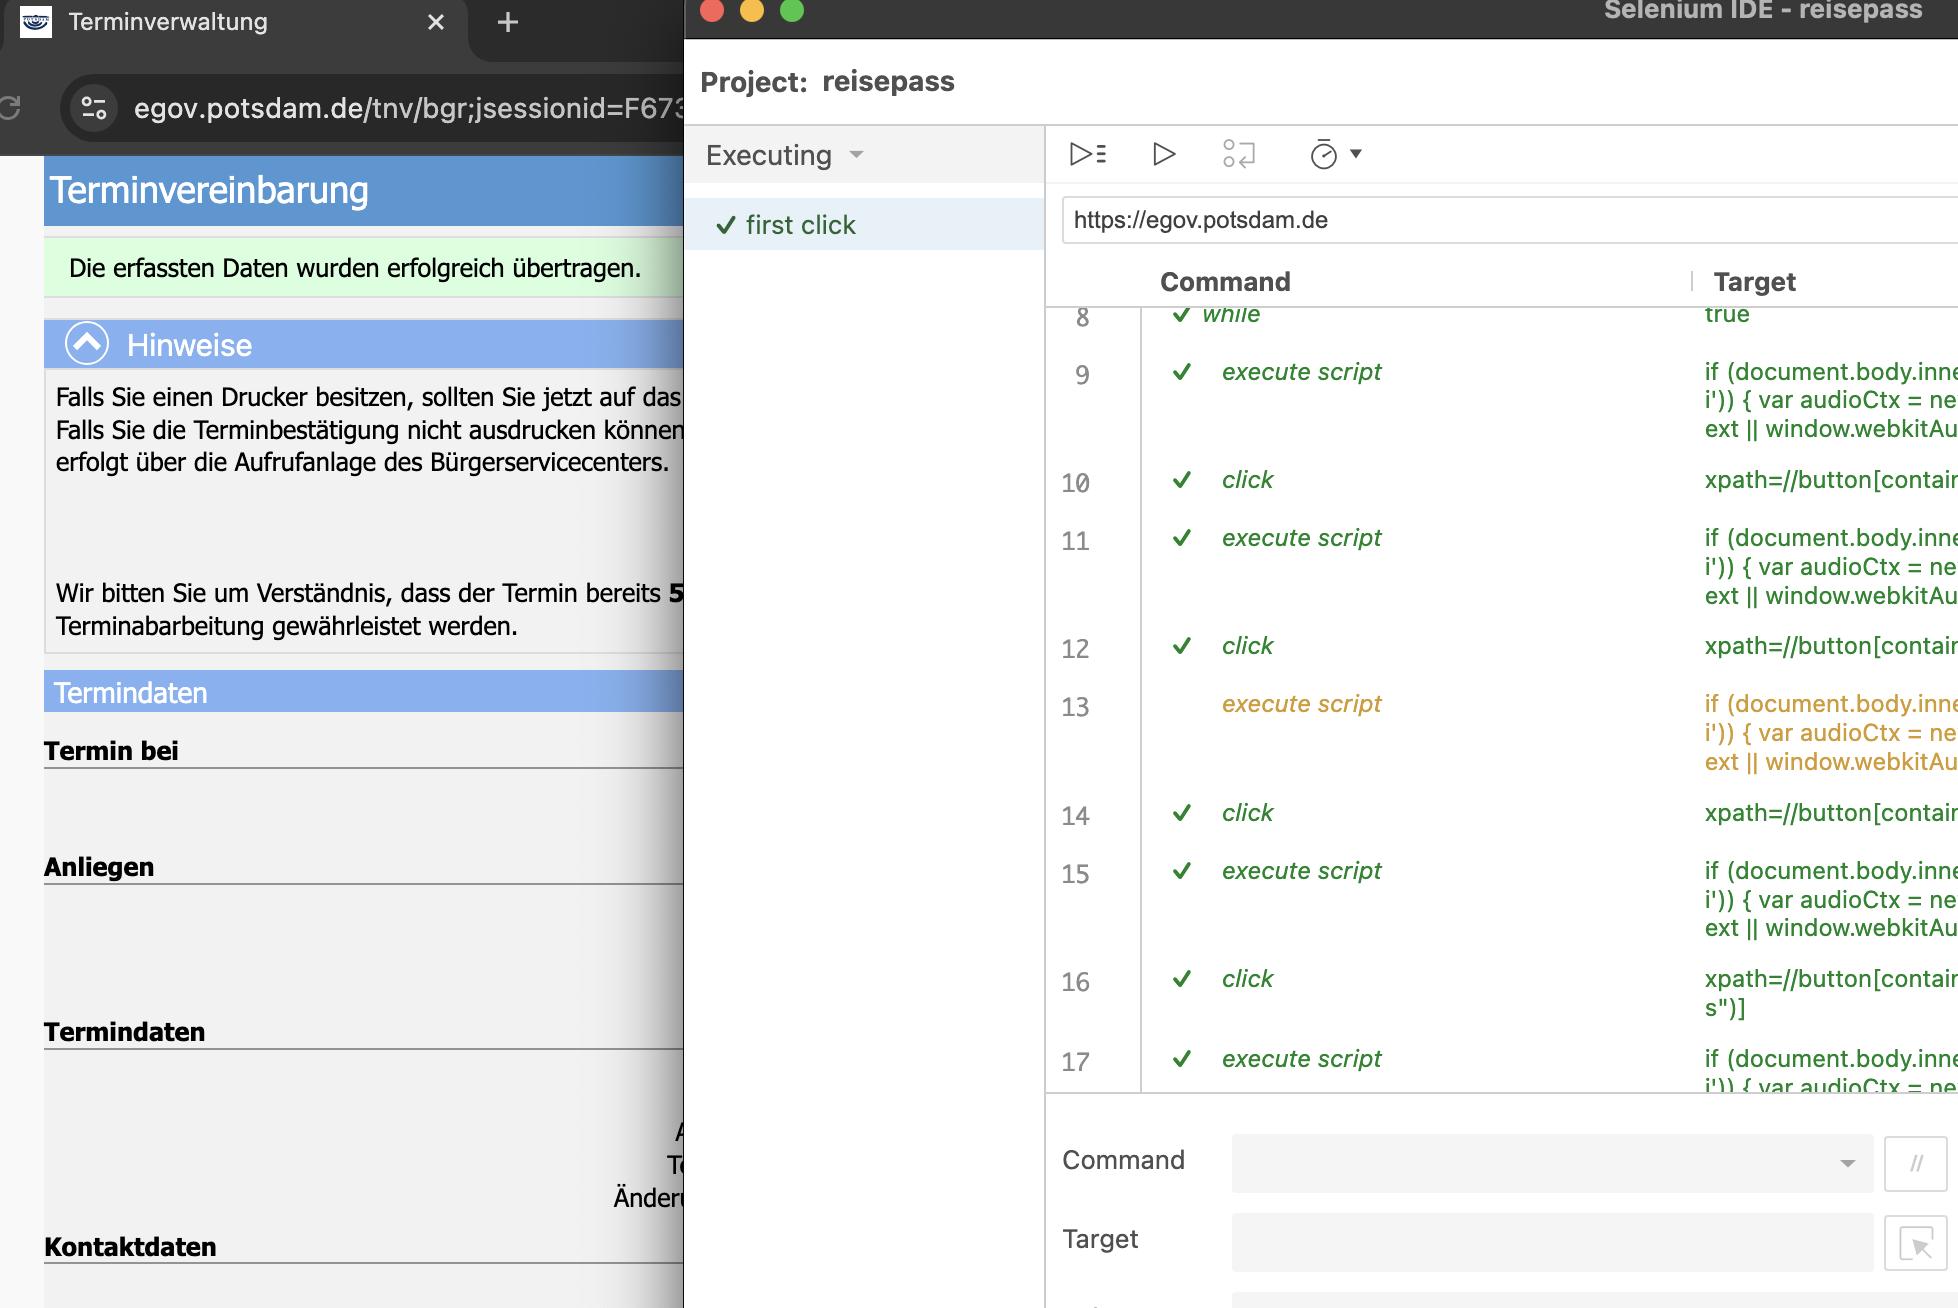 Terminverwaltung
egov.potsdam.de/tnv/bgr;jsessionid=F673
Terminvereinbarung
Die erfassten Daten wurden erfolgreich übertragen.
Hinweise
Falls Sie einen Drucker besitzen, sollten Sie jetzt auf das
Falls Sie die Terminbestätigung nicht ausdrucken können
erfolgt über die Aufrufanlage des Bürgerservicecenters.
Wir bitten Sie um Verständnis, dass der Termin bereits 5
Terminabarbeitung gewährleistet werden.
Termindaten
Termin bei
Anliegen
Termindaten
Änderu
Kontaktdaten
Selenium IDE - reisepass
Project: reisepass
Executing
✓ first click
https://egov.potsdam.de
Command Target
8 ✓ while true
9 ✓ execute script if (document.body.inne
i')) { var audioCtx = ne
ext || window.webkitAu
10 ✓ click xpath=//button[contain
11 ✓ execute script if (document.body.inne
i')) { var audioCtx = ne
ext || window.webkitAu
12 ✓ click xpath=//button[contain
13 execute script if (document.body.inne
i')) { var audioCtx = ne
ext || window.webkitAu
14 ✓ click xpath=//button[contain
15 ✓ execute script if (document.body.inne
i')) { var audioCtx = ne
ext || window.webkitAu
16 ✓ click xpath=//button[contain
s")]
17 ✓ execute script if (document.body.inne
i')) { var audioCtx = ne
Command
//
Target